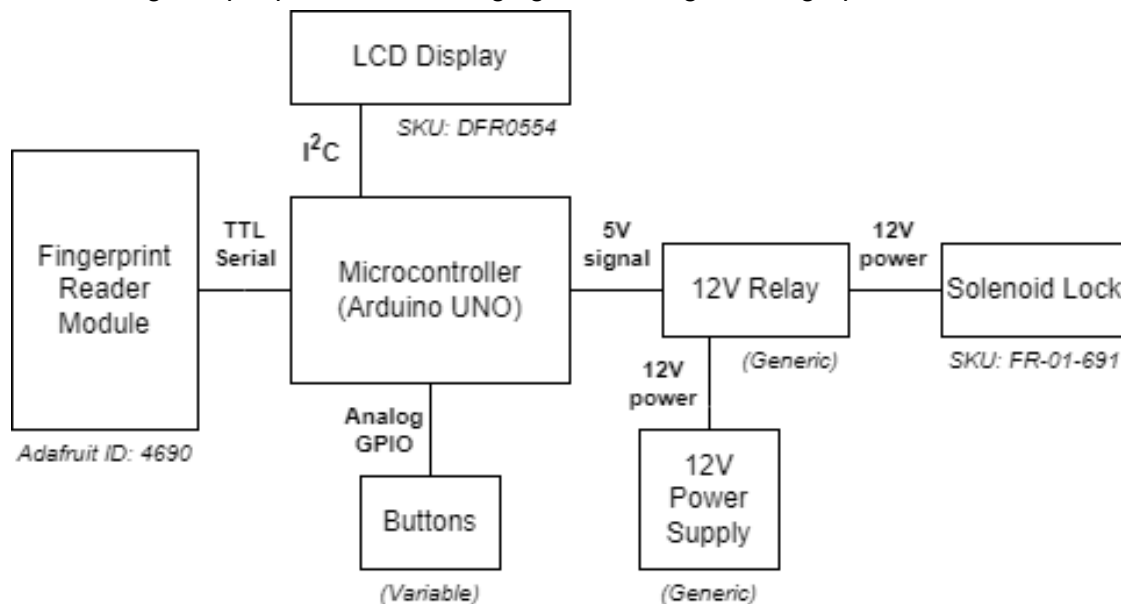 LCD Display
SKU: DFR0554
I²C
Fingerprint
Reader
Module
Adafruit ID: 4690
TTL
Serial
Microcontroller
(Arduino UNO)
5V
signal
12V Relay
(Generic)
12V
power
Solenoid Lock
SKU: FR-01-691
Analog
GPIO
Buttons
(Variable)
12V
power
12V
Power
Supply
(Generic)